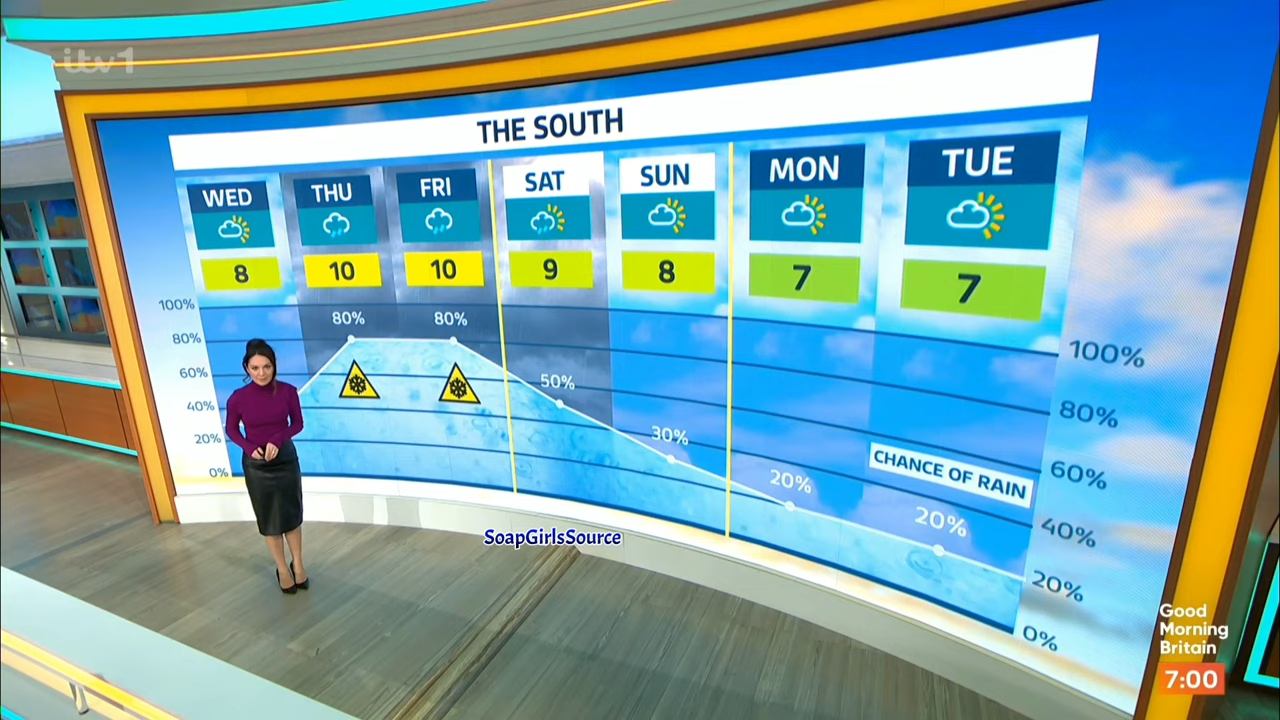 itv1
THE SOUTH
WED THU FRI SAT SUN MON TUE
8 10 10 9 8 7 7
100%
80% 80% 80%
60%
50%
40%
30%
20%
20%
20%
0%
CHANCE OF RAIN
100%
80%
60%
40%
20%
0%
SoapGirlsSource
Good
Morning
Britain
7:00